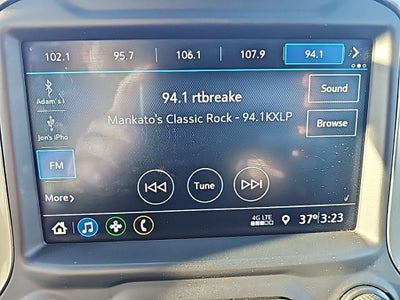 102.1 95.7 106.1 107.9 94.1
Adam's i
94.1 rtbreake
Sound
Mankato's Classic Rock - 94.1KXLP
Browse
Jon's iPho
FM
Tune
More
4G LTE
37° 3:23